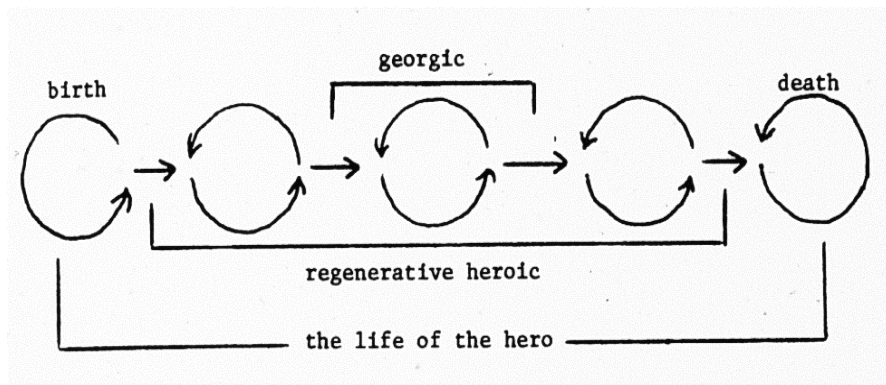 georgic
birth
death
regenerative heroic
the life of the hero